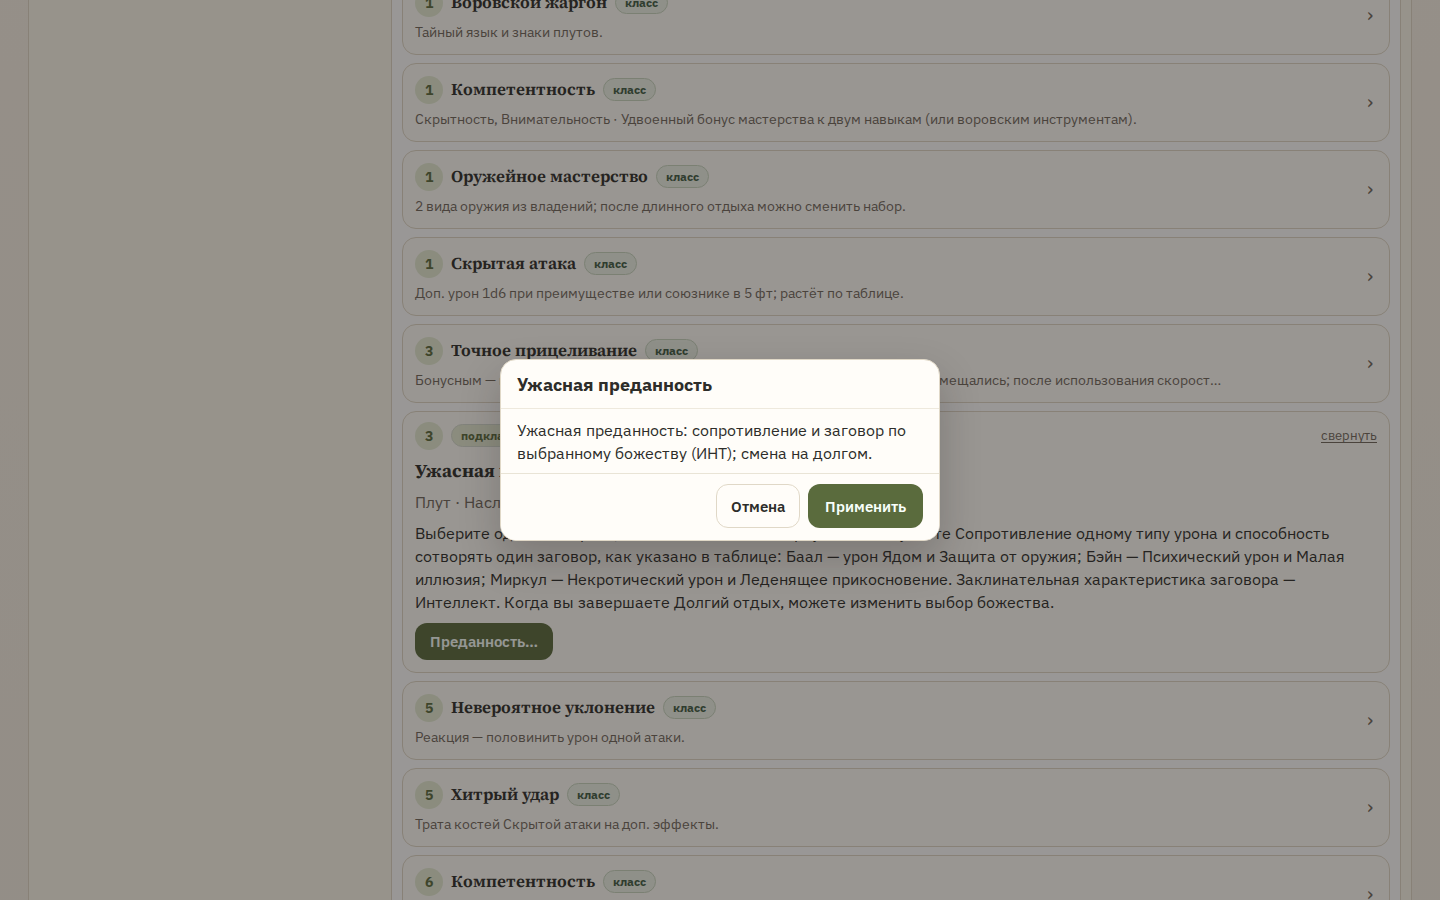 1 Воровской жаргон класс
Тайный язык и знаки плутов.
1 Компетентность класс
Скрытность, Внимательность · Удвоенный бонус мастерства к двум навыкам (или воровским инструментам).
1 Оружейное мастерство класс
2 вида оружия из владений; после длинного отдыха можно сменить набор.
1 Скрытая атака класс
Доп. урон 1d6 при преимуществе или союзнике в 5 фт; растёт по таблице.
3 Точное прицеливание класс
Бонусным — мещались; после использования скорост...
Ужасная преданность
Ужасная преданность: сопротивление и заговор по
выбранному божеству (ИНТ); смена на долгом.
Отмена Применить
3 свернуть
Ужасная
Плут ·
Выберите Сопротивление одному типу урона и способность
сотворять один заговор, как указано в таблице: Баал — урон Ядом и Защита от оружия; Бэйн — Психический урон и Малая
иллюзия; Миркул — Некротический урон и Леденящее прикосновение. Заклинательная характеристика заговора —
Интеллект. Когда вы завершаете Долгий отдых, можете изменить выбор божества.
Преданность...
5 Невероятное уклонение класс
Реакция — половинить урон одной атаки.
5 Хитрый удар класс
Трата костей Скрытой атаки на доп. эффекты.
6 Компетентность класс